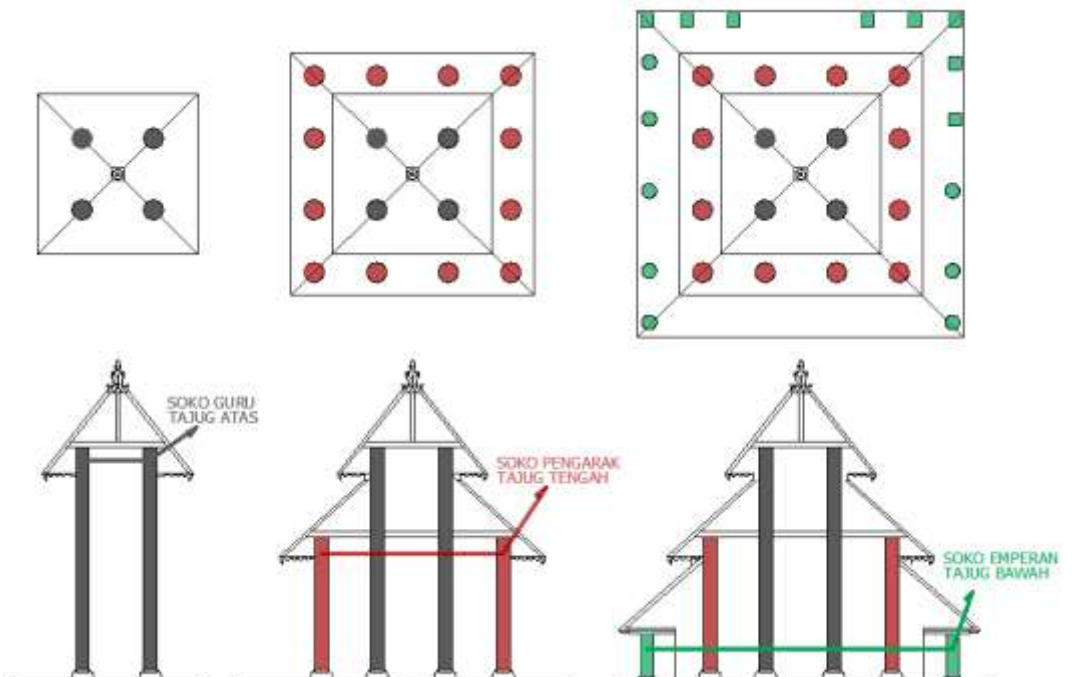 SOKO GURU
TAJUG ATAS
SOKO PENGARAK
TAJUG TENGAH
SOKO EMPERAN
TAJUG BAWAH